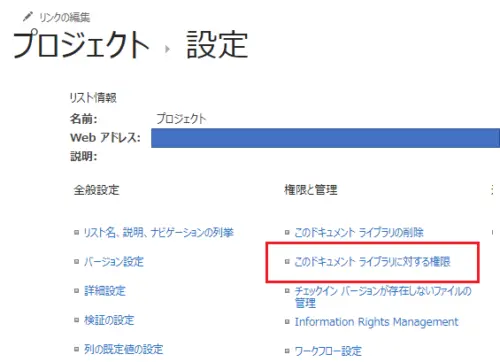 リンクの編集
プロジェクト › 設定
リスト情報
名前: プロジェクト
Web アドレス:
説明:
全般設定
リスト名、説明、ナビゲーションの列挙
バージョン設定
詳細設定
検証の設定
列の既定値の設定
権限と管理
このドキュメント ライブラリの削除
このドキュメント ライブラリに対する権限
チェックイン バージョンが存在しないファイルの
管理
Information Rights Management
ワークフロー設定